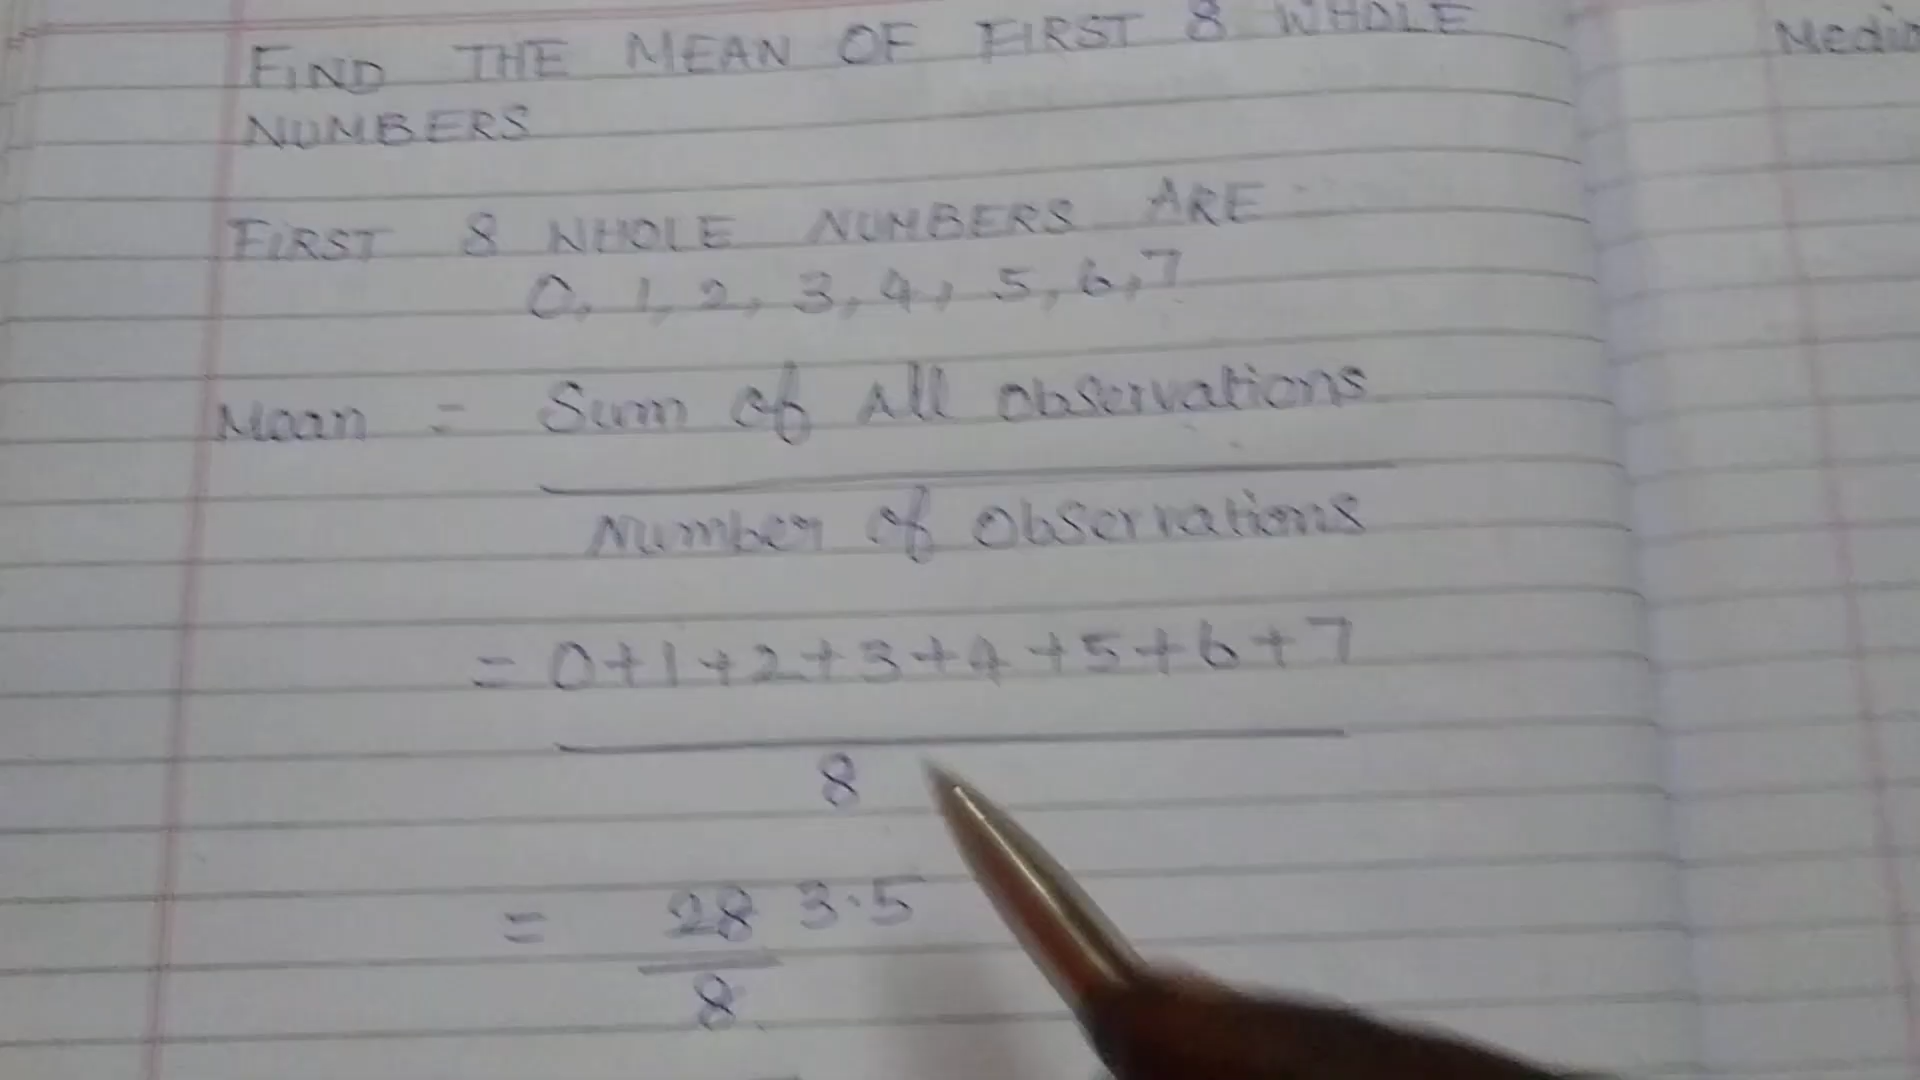 FIND THE MEAN OF FIRST 8 WHOLE
NUMBERS
FIRST 8 WHOLE NUMBERS ARE
0, 1, 2, 3, 4, 5, 6, 7
Mean = Sum of All observations
Number of Observations
= 0+1+2+3+4+5+6+7
8
= 28 3.5
8